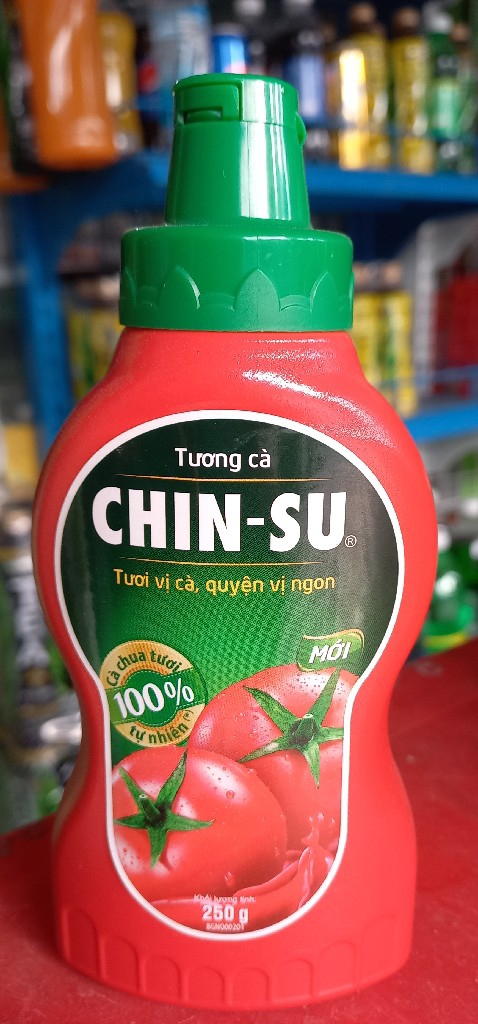 Tương cà
CHIN-SU®
Tươi vị cà, quyện vị ngon
MỚI
Cà chua tươi
100%
tự nhiên (*)
Khối lượng tịnh:
250 g